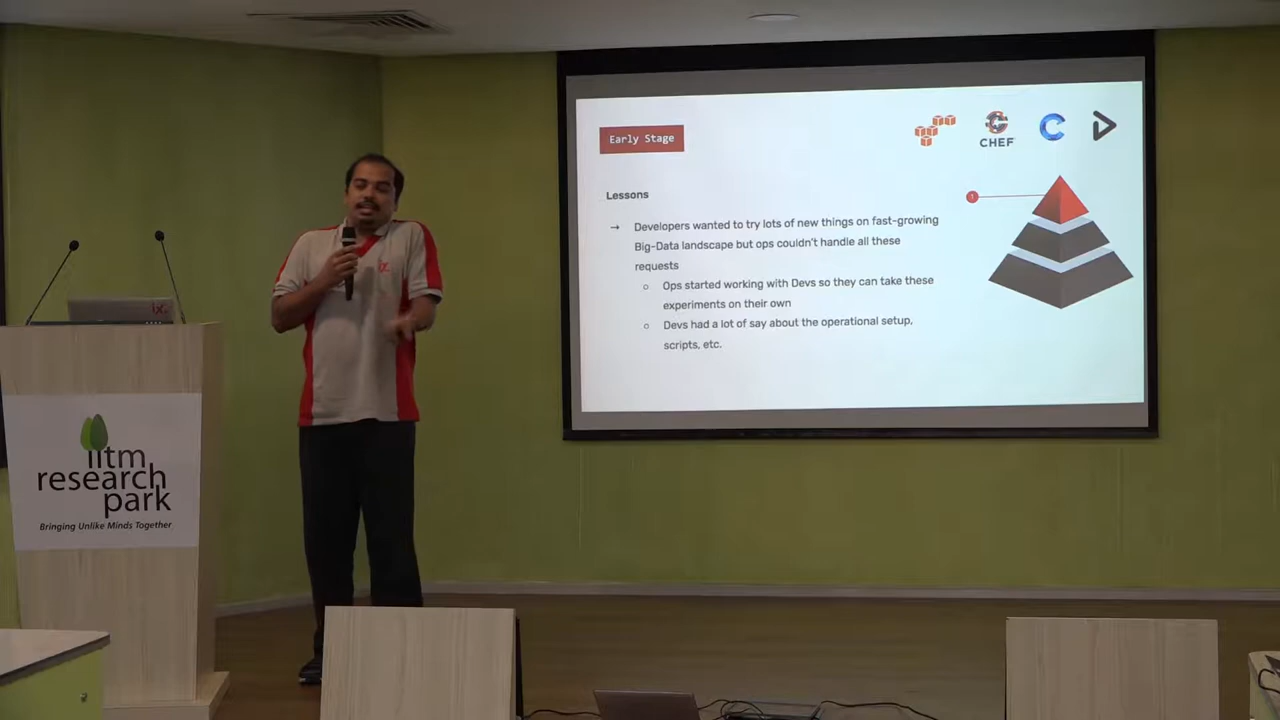 Early Stage
CHEF
Lessons
→ Developers wanted to try lots of new things on fast-growing
Big-Data landscape but ops couldn't handle all these
requests
○ Ops started working with Devs so they can take these
experiments on their own
○ Devs had a lot of say about the operational setup,
scripts, etc.
1
ix
ix
iitm
research
park
Bringing Unlike Minds Together